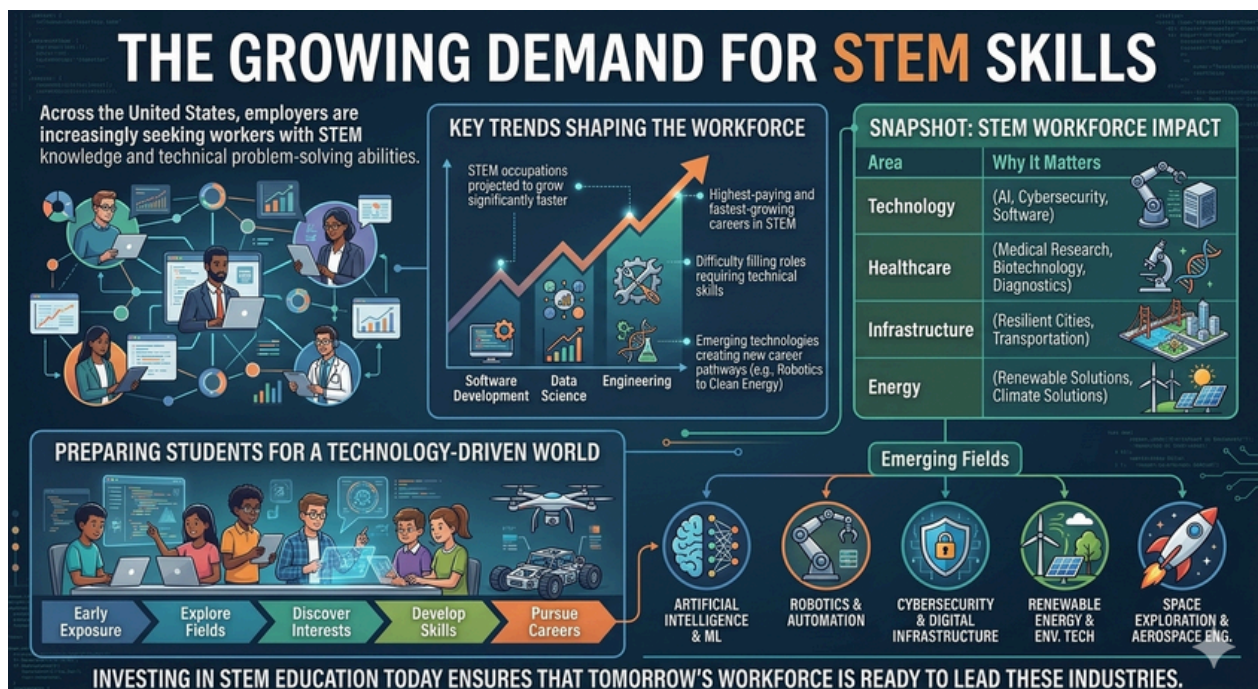 THE GROWING DEMAND FOR STEM SKILLS
Across the United States, employers are
increasingly seeking workers with STEM
knowledge and technical problem-solving abilities.
KEY TRENDS SHAPING THE WORKFORCE
STEM occupations
projected to grow
significantly faster
Highest-paying and
fastest-growing
careers in STEM
Difficulty filling roles
requiring technical
skills
Emerging technologies
creating new career
pathways (e.g., Robotics
to Clean Energy)
Software
Development
Data
Science
Engineering
SNAPSHOT: STEM WORKFORCE IMPACT
Area
Why It Matters
Technology
(AI, Cybersecurity,
Software)
Healthcare
(Medical Research,
Biotechnology,
Diagnostics)
Infrastructure
(Resilient Cities,
Transportation)
Energy
(Renewable Solutions,
Climate Solutions)
PREPARING STUDENTS FOR A TECHNOLOGY-DRIVEN WORLD
Early
Exposure
Explore
Fields
Discover
Interests
Develop
Skills
Pursue
Careers
Emerging Fields
ARTIFICIAL
INTELLIGENCE
& ML
ROBOTICS &
AUTOMATION
CYBERSECURITY
& DIGITAL
INFRASTRUCTURE
RENEWABLE
ENERGY &
ENV. TECH
SPACE
EXPLORATION &
AEROSPACE ENG.
INVESTING IN STEM EDUCATION TODAY ENSURES THAT TOMORROW'S WORKFORCE IS READY TO LEAD THESE INDUSTRIES.